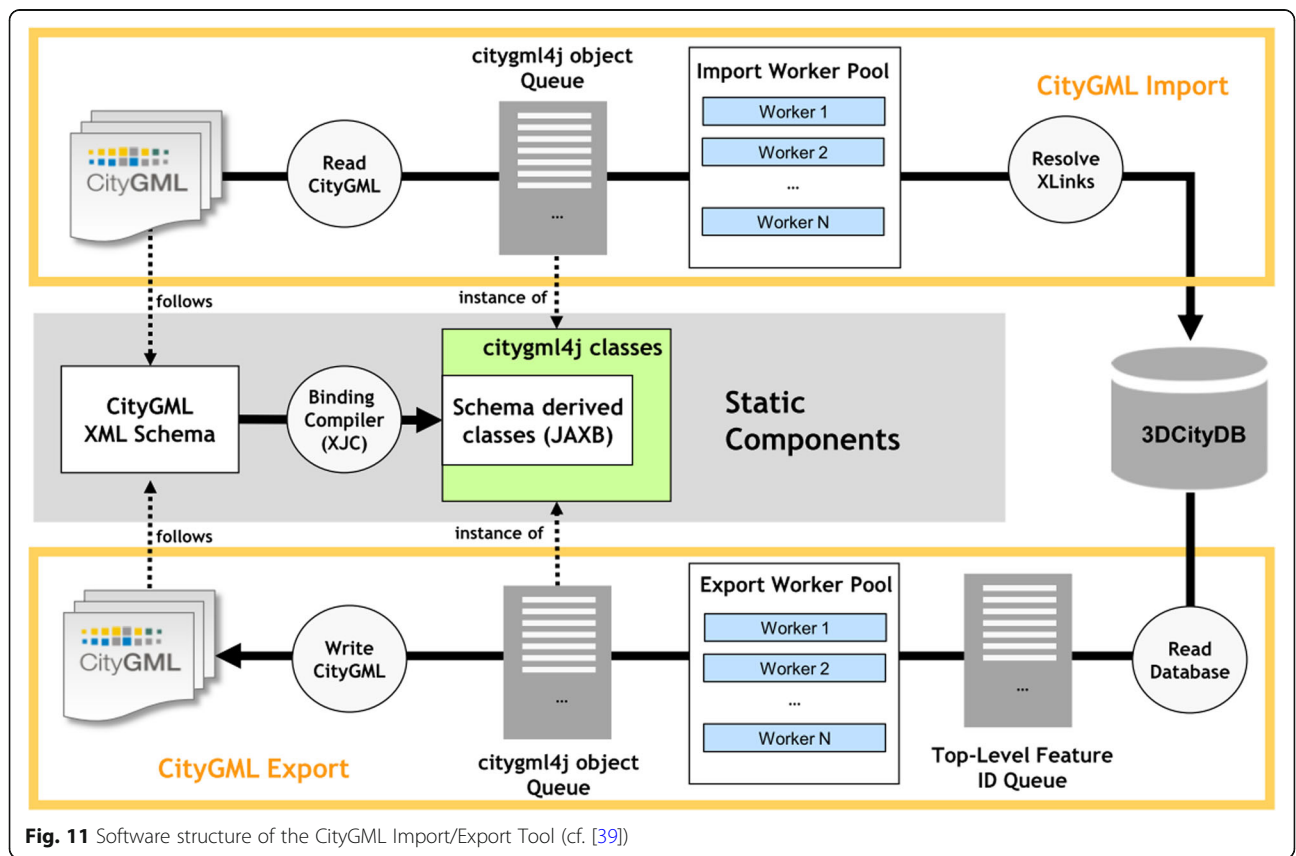 citygml4j object
Queue
Import Worker Pool
Worker 1
Worker 2
...
Worker N
CityGML Import
CityGML
Read
CityGML
...
Resolve
XLinks
follows
instance of
CityGML
XML Schema
Binding
Compiler
(XJC)
citygml4j classes
Schema derived
classes (JAXB)
Static
Components
3DCityDB
follows
instance of
CityGML
Write
CityGML
...
Export Worker Pool
Worker 1
Worker 2
...
Worker N
...
Read
Database
CityGML Export
citygml4j object
Queue
Top-Level Feature
ID Queue
Fig. 11 Software structure of the CityGML Import/Export Tool (cf. [39])